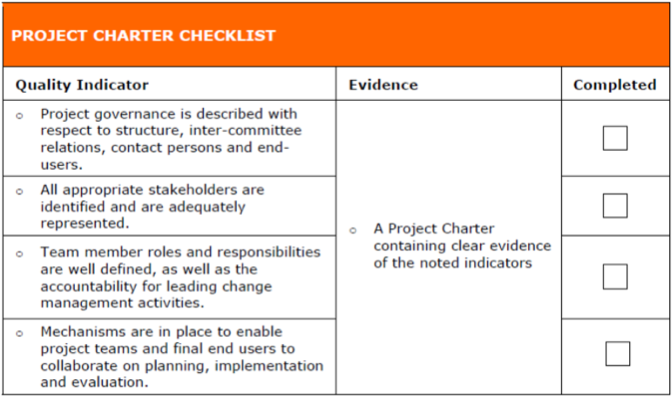 PROJECT CHARTER CHECKLIST
Quality Indicator
Evidence
Completed
o Project governance is described with
respect to structure, inter-committee
relations, contact persons and end-
users.
o All appropriate stakeholders are
identified and are adequately
represented.
o Team member roles and responsibilities
are well defined, as well as the
accountability for leading change
management activities.
o Mechanisms are in place to enable
project teams and final end users to
collaborate on planning, implementation
and evaluation.
o A Project Charter
containing clear evidence
of the noted indicators